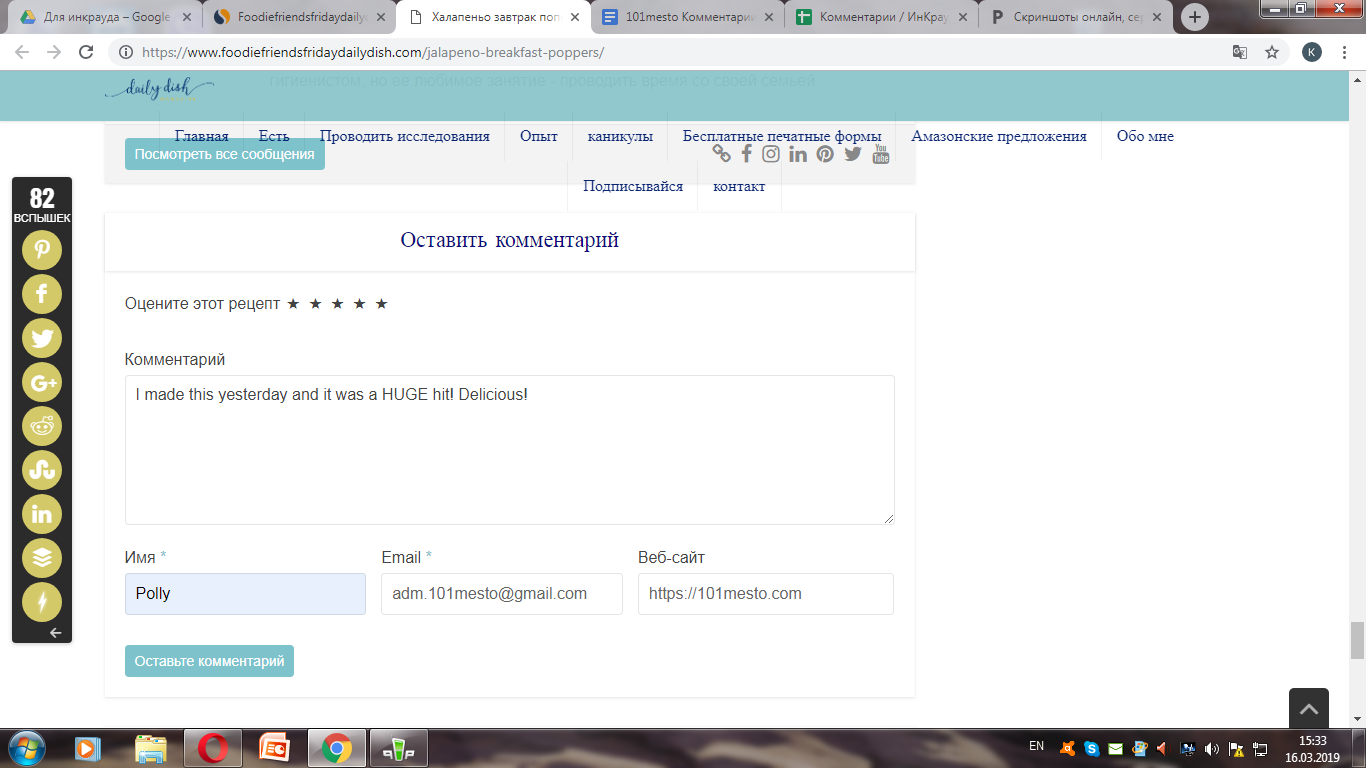 Для инкрауда – Google
Foodiefriendsfridaydaily
Халапеньо завтрак поп
101mesto Комментарии
Комментарии / ИнКрау
Скриншоты онлайн, сер
https://www.foodiefriendsfridaydailydish.com/jalapeno-breakfast-poppers/
K
daily dish
гигиенистом, но ее любимое занятие - проводить время со своей семьей
Главная Есть Проводить исследования Опыт каникулы Бесплатные печатные формы Амазонские предложения Обо мне
Посмотреть все сообщения
You Tube
Подписывайся контакт
82
ВСПЫШЕК
Оставить комментарий
Оцените этот рецепт ★ ★ ★ ★ ★
Комментарий
I made this yesterday and it was a HUGE hit! Delicious!
Имя * Email * Веб-сайт
Polly adm.101mesto@gmail.com https://101mesto.com
Оставьте комментарий
EN
15:33
16.03.2019